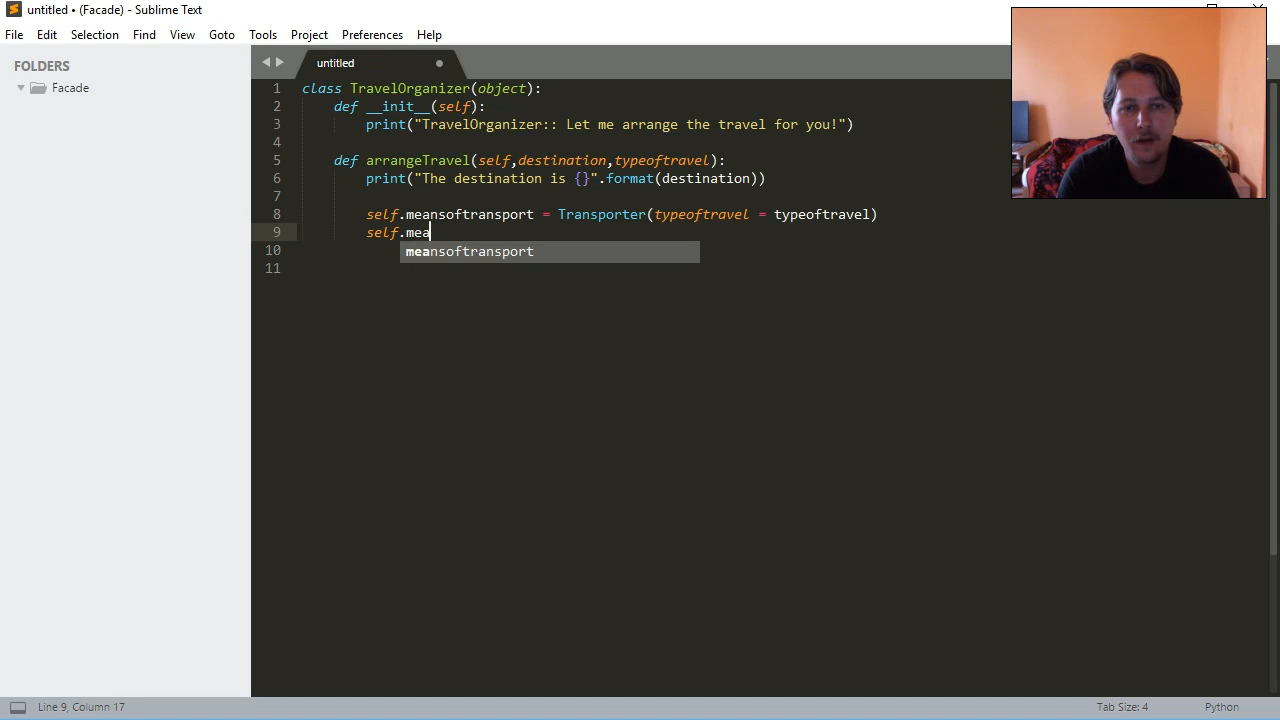 untitled • (Facade) - Sublime Text
File Edit Selection Find View Goto Tools Project Preferences Help
FOLDERS
Facade
untitled
1 class TravelOrganizer(object):
2 def __init__(self):
3 print("TravelOrganizer:: Let me arrange the travel for you!")
4
5 def arrangeTravel(self,destination,typeoftravel):
6 print("The destination is {}".format(destination))
7
8 self.meansoftransport = Transporter(typeoftravel = typeoftravel)
9 self.mea
10 meansoftransport
11
Line 9, Column 17 Tab Size: 4 Python